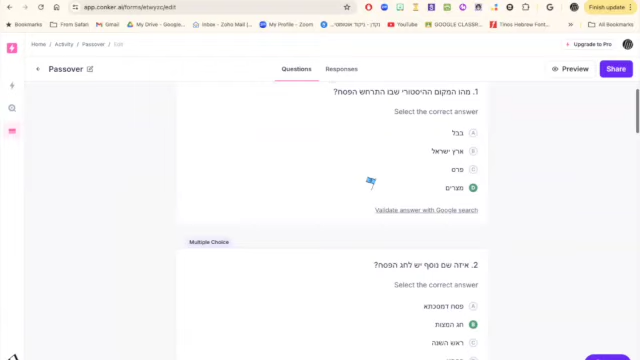 app.conker.ai/forms/etwyzsc/edit
Finish update
Bookmarks
From Safari
Gmail
My Drive – Google...
Inbox - Zoho Mail
My Profile - Zoom
YouTube
GOOGLE CLASSR...
Tinos Hebrew Font...
All Bookmarks
Home / Activity / Passover / Edit
Upgrade to Pro
Passover
Questions
Responses
Preview
Share
1. מהו המקום ההיסטורי שבו התרחש הפסח?
Select the correct answer
A בבל
B ארץ ישראל
C פרס
D מצרים
Validate answer with Google search
Multiple Choice
2. איזה שם נוסף יש לחג הפסח?
Select the correct answer
A פסח דמסכתא
B חג המצות
C ראש השנה